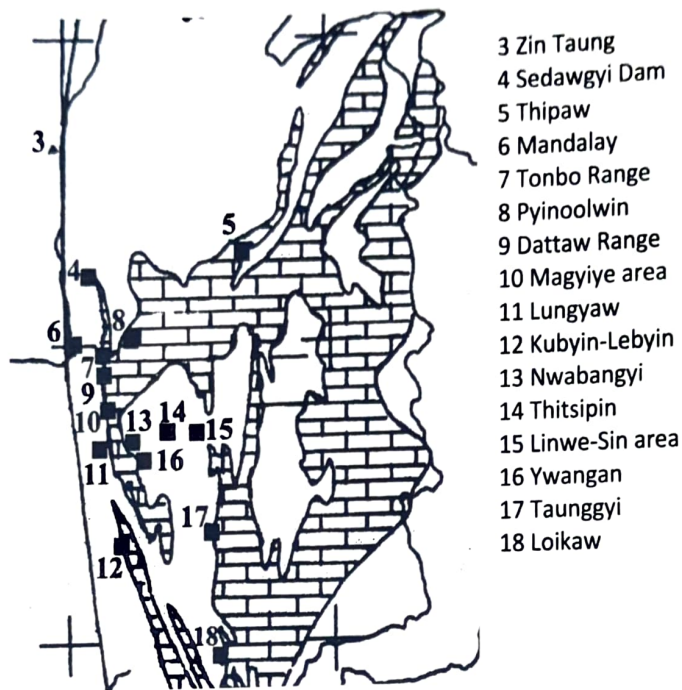 3
4
5
6
7
8
9
10
11
12
13
14
15
16
17
18
3 Zin Taung
4 Sedawgyi Dam
5 Thipaw
6 Mandalay
7 Tonbo Range
8 Pyinoolwin
9 Dattaw Range
10 Magyiye area
11 Lungyaw
12 Kubyin-Lebyin
13 Nwabangyi
14 Thitsipin
15 Linwe-Sin area
16 Ywangan
17 Taunggyi
18 Loikaw